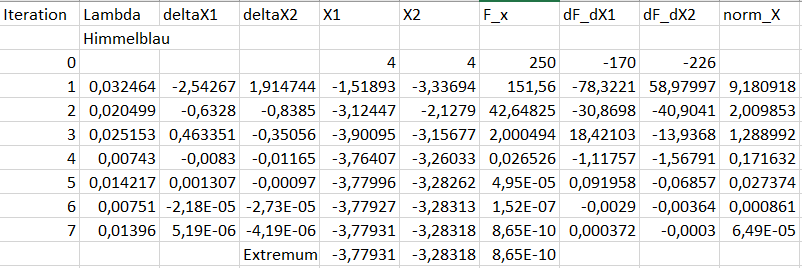 Iteration Lambda deltaX1 deltaX2 X1 X2 F_x dF_dX1 dF_dX2 norm_X
Himmelblau
0 4 4 250 -170 -226
1 0,032464 -2,54267 1,914744 -1,51893 -3,33694 151,56 -78,3221 58,97997 9,180918
2 0,020499 -0,6328 -0,8385 -3,12447 -2,1279 42,64825 -30,8698 -40,9041 2,009853
3 0,025153 0,463351 -0,35056 -3,90095 -3,15677 2,000494 18,42103 -13,9368 1,288992
4 0,00743 -0,0083 -0,01165 -3,76407 -3,26033 0,026526 -1,11757 -1,56791 0,171632
5 0,014217 0,001307 -0,00097 -3,77996 -3,28262 4,95E-05 0,091958 -0,06857 0,027374
6 0,00751 -2,18E-05 -2,73E-05 -3,77927 -3,28313 1,52E-07 -0,0029 -0,00364 0,000861
7 0,01396 5,19E-06 -4,19E-06 -3,77931 -3,28318 8,65E-10 0,000372 -0,0003 6,49E-05
Extremum -3,77931 -3,28318 8,65E-10